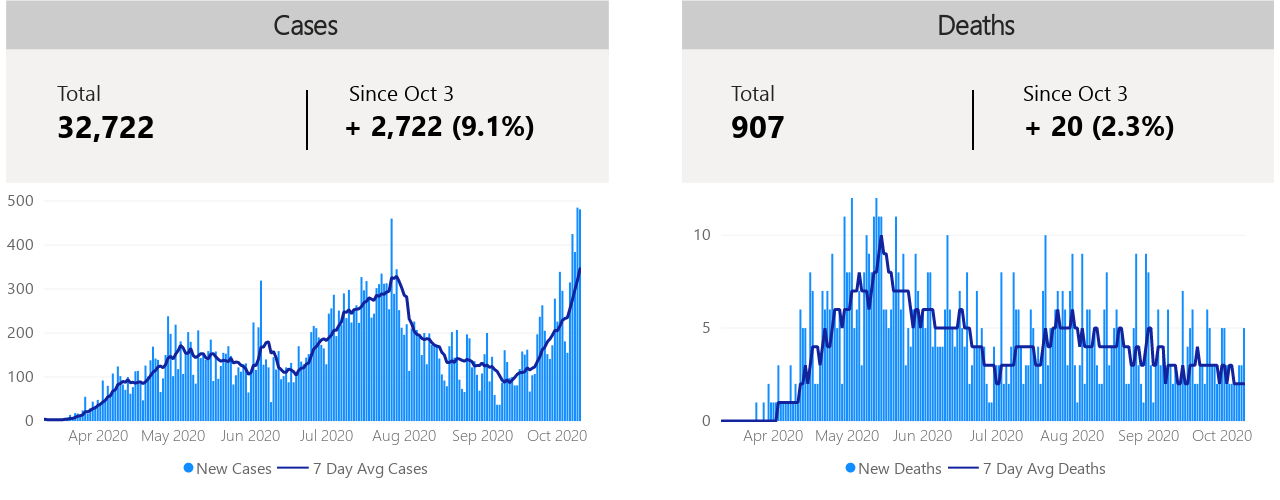 Cases
Total
Since Oct 3
32,722
+ 2,722 (9.1%)
500
400
300
200
100
0
Apr 2020 May 2020 Jun 2020 Jul 2020 Aug 2020 Sep 2020 Oct 2020
New Cases 7 Day Avg Cases
Deaths
Total
Since Oct 3
907
+ 20 (2.3%)
10
5
0
Apr 2020 May 2020 Jun 2020 Jul 2020 Aug 2020 Sep 2020 Oct 2020
New Deaths 7 Day Avg Deaths